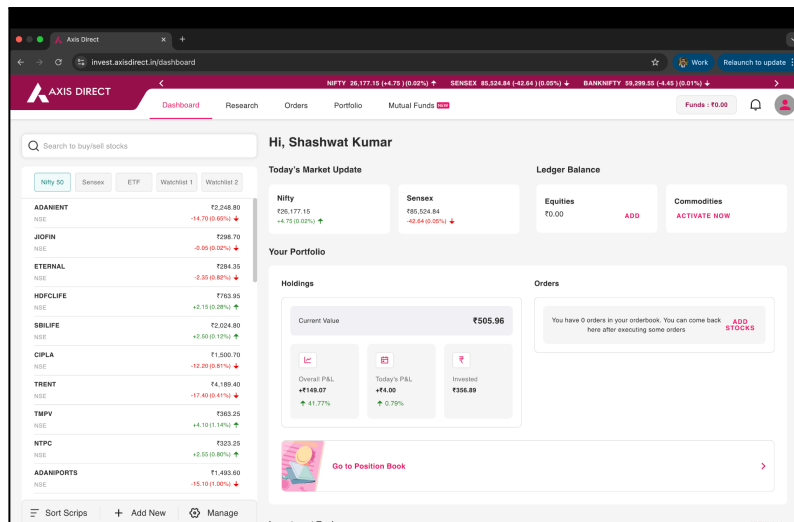 Axis Direct
invest.axisdirect.in/dashboard
Work
Relaunch to update
AXIS DIRECT
NIFTY 26,177.15 (+4.75 )(0.02%) SENSEX 85,524.84 (-42.64 )(0.05%) BANKNIFTY 59,299.55 (-4.45 )(0.01%)
Dashboard Research Orders Portfolio Mutual Funds NEW
Funds : ₹0.00
Search to buy/sell stocks
Nifty 50 Sensex ETF Watchlist 1 Watchlist 2
ADANIENT ₹2,248.80
NSE -14.70 (0.65%)
JIOFIN ₹298.70
NSE -0.05 (0.02%)
ETERNAL ₹284.35
NSE -2.35 (0.82%)
HDFCLIFE ₹763.95
NSE +2.15 (0.28%)
SBILIFE ₹2,024.80
NSE +2.50 (0.12%)
CIPLA ₹1,500.70
NSE -12.20 (0.81%)
TRENT ₹4,189.40
NSE -17.40 (0.41%)
TMPV ₹363.25
NSE +4.10 (1.14%)
NTPC ₹323.25
NSE +2.55 (0.80%)
ADANIPORTS ₹1,493.60
NSE -15.10 (1.00%)
Sort Scrips Add New Manage
Hi, Shashwat Kumar
Today's Market Update
Nifty
₹26,177.15
+4.75 (0.02%)
Sensex
₹85,524.84
-42.64 (0.05%)
Ledger Balance
Equities
₹0.00 ADD
Commodities
ACTIVATE NOW
Your Portfolio
Holdings
Current Value ₹505.96
Overall P&L
+₹149.07
41.77%
Today's P&L
+₹4.00
0.79%
Invested
₹356.89
Orders
You have 0 orders in your orderbook. You can come back
here after executing some orders
ADD
STOCKS
Go to Position Book